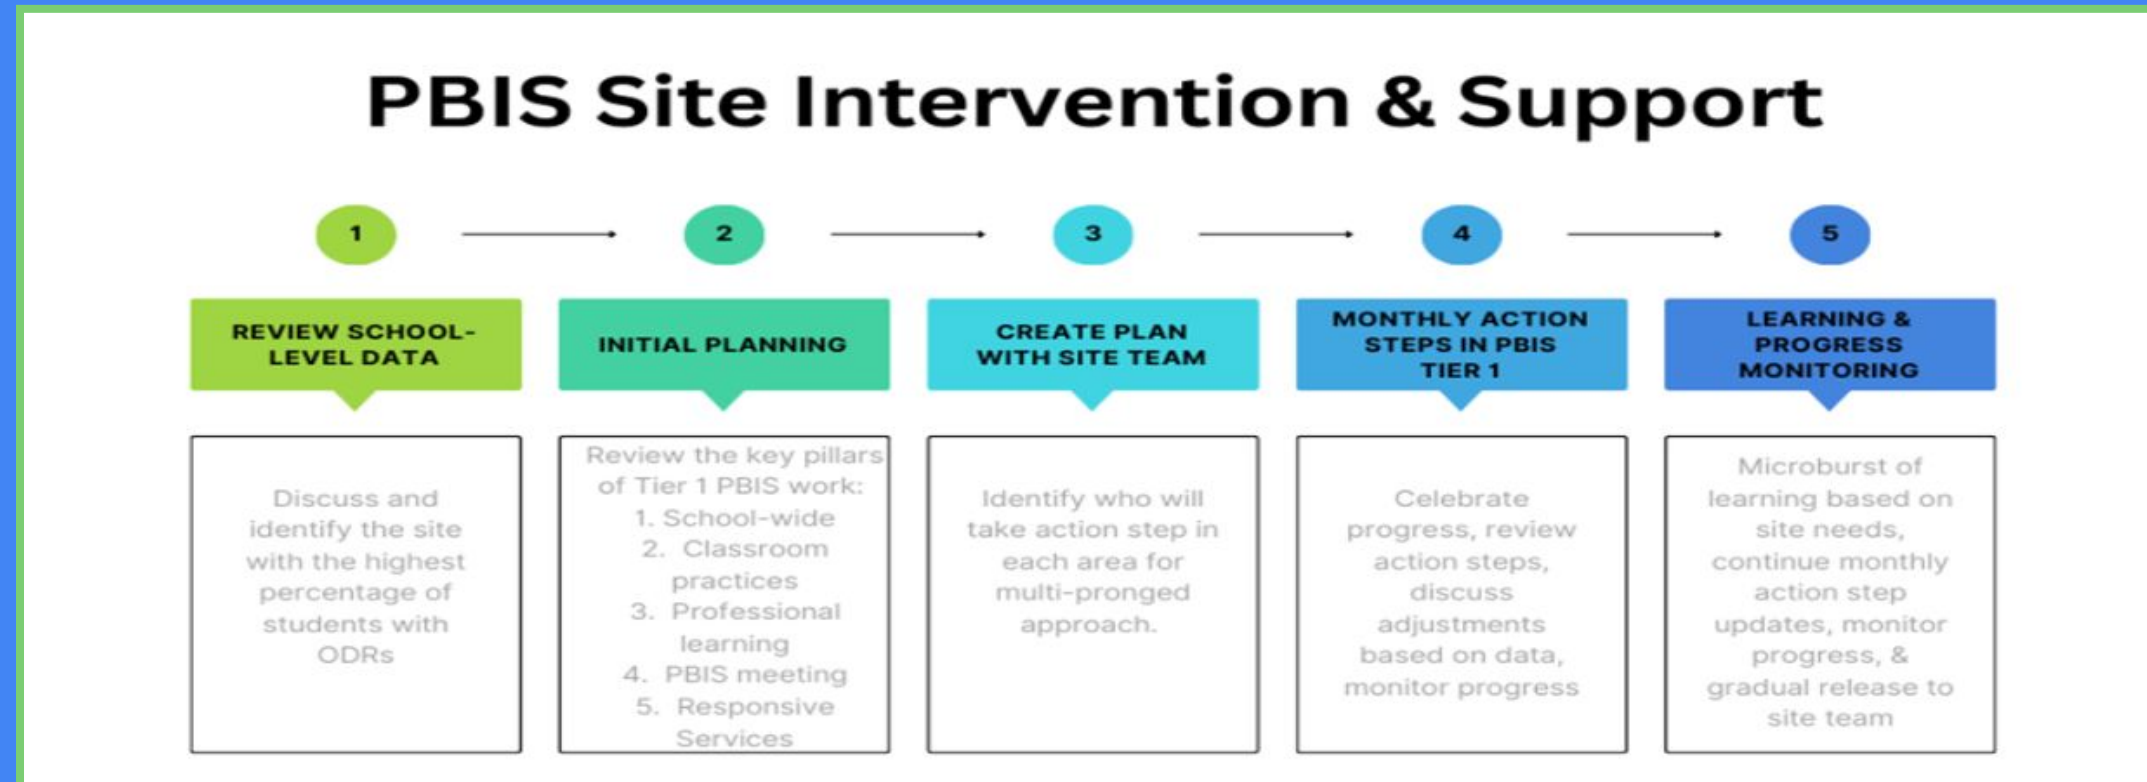 PBIS Site Intervention & Support
1
2
3
4
5
REVIEW SCHOOL-
LEVEL DATA
INITIAL PLANNING
CREATE PLAN
WITH SITE TEAM
MONTHLY ACTION
STEPS IN PBIS
TIER 1
LEARNING &
PROGRESS
MONITORING
Discuss and
identify the site
with the highest
percentage of
students with
ODRs
Review the key pillars
of Tier 1 PBIS work:
1. School-wide
2. Classroom
practices
3. Professional
learning
4. PBIS meeting
5. Responsive
Services
Identify who will
take action step in
each area for
multi-pronged
approach.
Celebrate
progress, review
action steps,
discuss
adjustments
based on data,
monitor progress
Microburst of
learning based on
site needs,
continue monthly
action step
updates, monitor
progress, &
gradual release to
site team